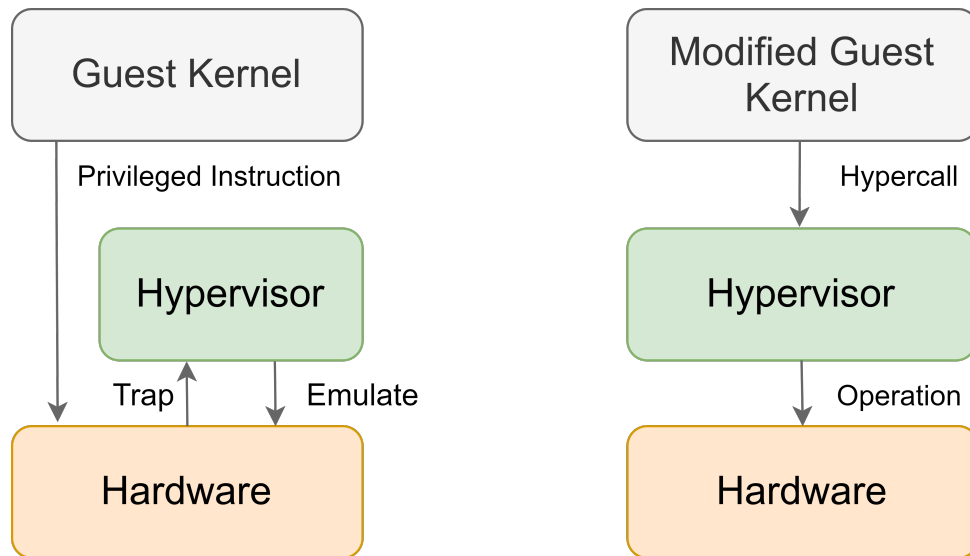 Guest Kernel
Privileged Instruction
Hypervisor
Trap
Emulate
Hardware
Modified Guest
Kernel
Hypercall
Hypervisor
Operation
Hardware